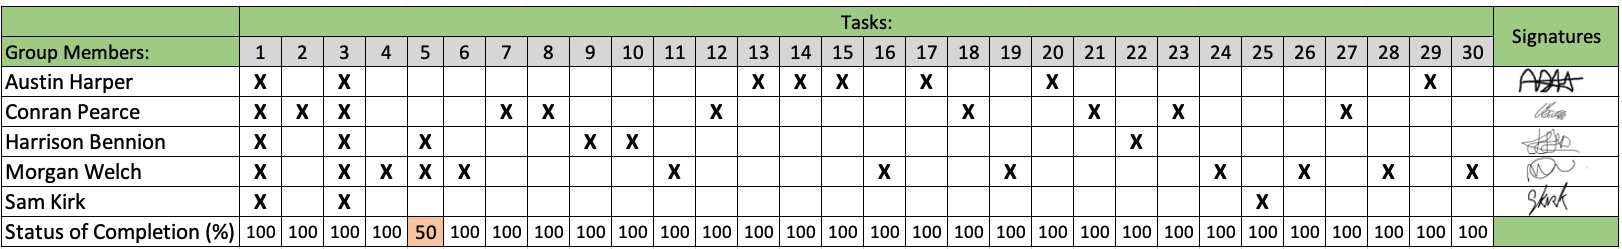 Tasks:
Group Members: 1 2 3 4 5 6 7 8 9 10 11 12 13 14 15 16 17 18 19 20 21 22 23 24 25 26 27 28 29 30 Signatures
Austin Harper X X X X X X X X
Conran Pearce X X X X X X X X X X
Harrison Bennion X X X X X X
Morgan Welch X X X X X X X X X X X X
Sam Kirk X X X SKirk
Status of Completion (%) 100 100 100 100 50 100 100 100 100 100 100 100 100 100 100 100 100 100 100 100 100 100 100 100 100 100 100 100 100 100